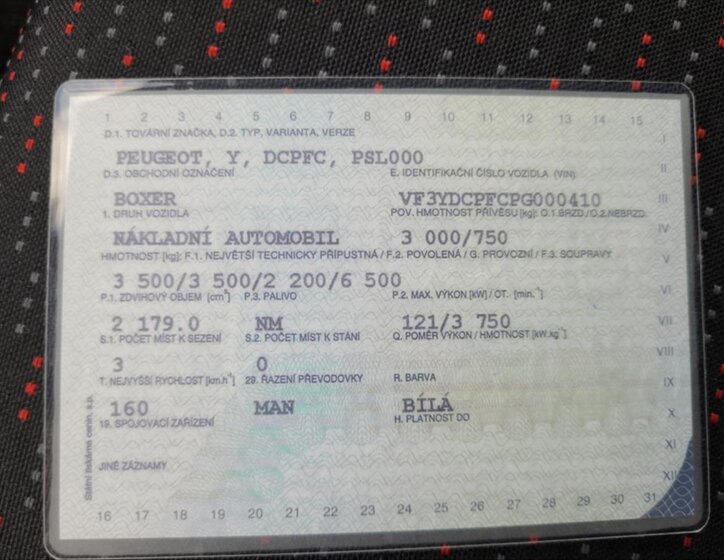 1 2 3 4 5 6 7 8 9 10 11 12 13 14 15
D.1. TOVÁRNÍ ZNAČKA, D.2. TYP, VARIANTA, VERZE
I
PEUGEOT, Y, DCPFC, PSL000
D.3. OBCHODNÍ OZNAČENÍ E. IDENTIFIKAČNÍ ČÍSLO VOZIDLA (VIN)
II
BOXER VF3YDCPFCPG000410
III
1. DRUH VOZIDLA POV. HMOTNOST PŘÍVĚSU [kg]: O.1.BRZD./O.2.NEBRZD.
NÁKLADNÍ AUTOMOBIL 3 000/750
IV
HMOTNOST [kg]: F.1. NEJVĚTŠÍ TECHNICKY PŘÍPUSTNÁ / F.2. POVOLENÁ / G. PROVOZNÍ / F.3. SOUPRAVY
V
3 500/3 500/2 200/6 500
P.1. ZDVIHOVÝ OBJEM [cm³] P.3. PALIVO P.2. MAX. VÝKON [kW] / OT. [min.⁻¹]
VI
2 179.0 NM 121/3 750
VII
S.1. POČET MÍST K SEZENÍ S.2. POČET MÍST K STÁNÍ Q. POMĚR VÝKON / HMOTNOST [kW.kg⁻¹]
VIII
3 0
T. NEJVYŠŠÍ RYCHLOST [km.h⁻¹] 29. ŘAZENÍ PŘEVODOVKY R. BARVA
IX
160 MAN BÍLÁ
X
19. SPOJOVACÍ ZAŘÍZENÍ H. PLATNOST DO
XI
JINÉ ZÁZNAMY
XII
16 17 18 19 20 21 22 23 24 25 26 27 28 29 30 31
Státní tiskárna cenin, s.p.